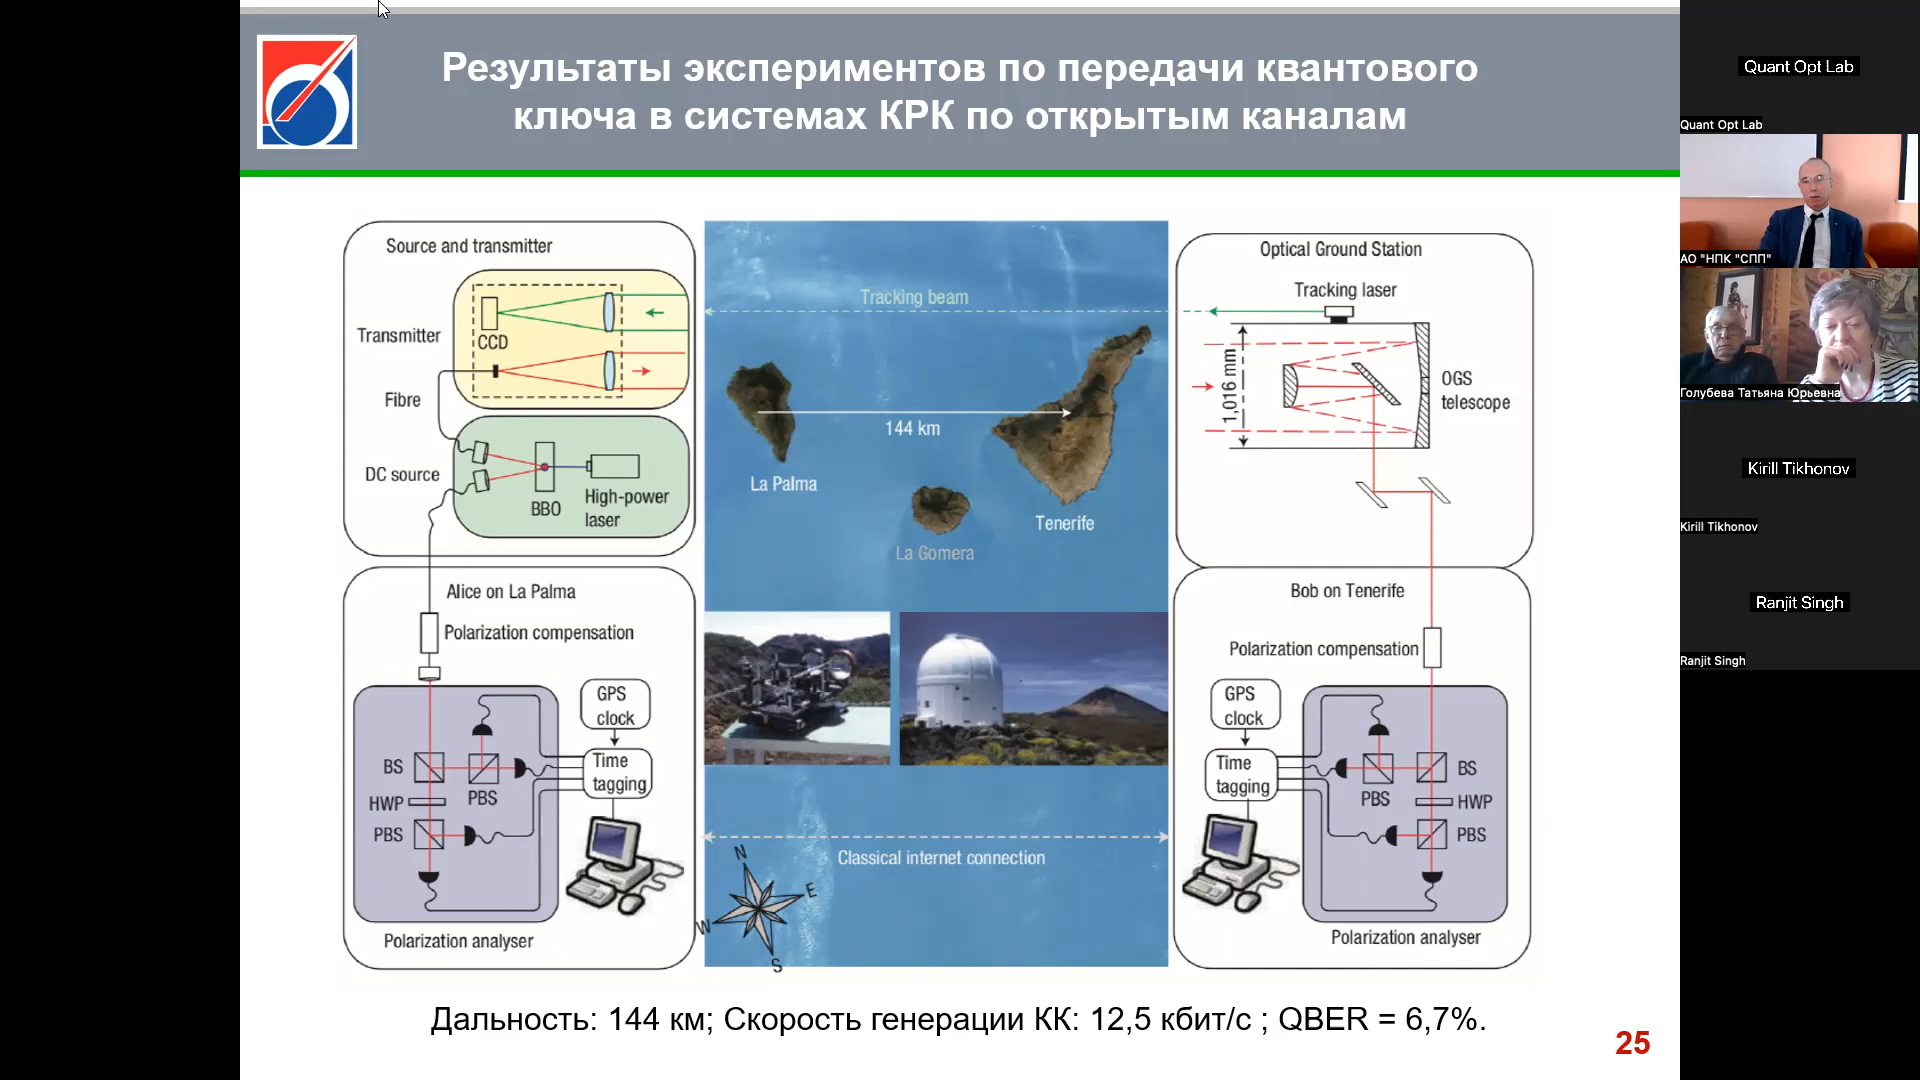 Результаты экспериментов по передачи квантового
ключа в системах КРК по открытым каналам
Source and transmitter
Transmitter
CCD
Fibre
DC source
BBO
High-power
laser
Tracking beam
144 km
La Palma
La Gomera
Tenerife
Optical Ground Station
Tracking laser
1,016 mm
OGS
telescope
Alice on La Palma
Polarization compensation
GPS
clock
Time
tagging
BS
PBS
HWP
PBS
Polarization analyser
Classical internet connection
N
E
W
S
Bob on Tenerife
Polarization compensation
GPS
clock
Time
tagging
BS
PBS
HWP
PBS
Polarization analyser
Дальность: 144 км; Скорость генерации КК: 12,5 кбит/с ; QBER = 6,7%.
25
Quant Opt Lab
Quant Opt Lab
АО "НПК "СПП"
Голубева Татьяна Юрьевна
Kirill Tikhonov
Kirill Tikhonov
Ranjit Singh
Ranjit Singh